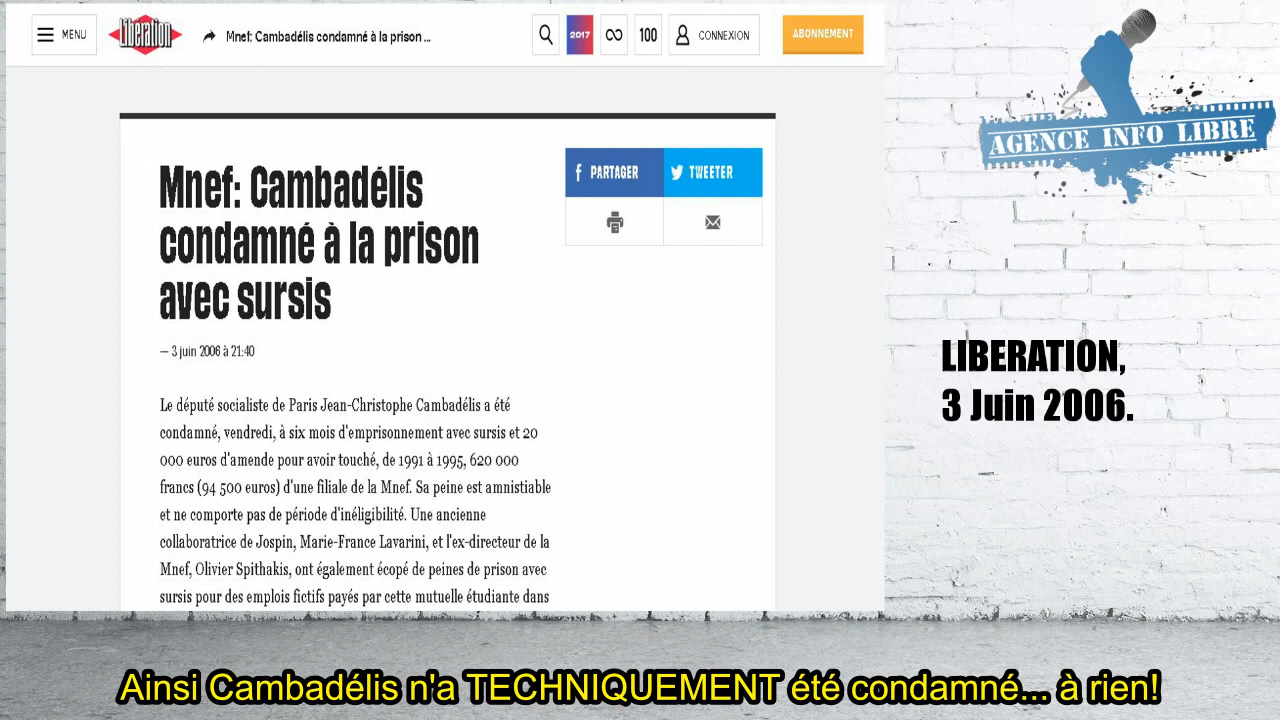 MENU
Libération
Mnef: Cambadélis condamné à la prison ...
2017
100
CONNEXION
ABONNEMENT
AGENCE INFO LIBRE
Mnef: Cambadélis
condamné à la prison
avec sursis
PARTAGER
TWEETER
— 3 juin 2006 à 21:40
Le député socialiste de Paris Jean-Christophe Cambadélis a été
condamné, vendredi, à six mois d'emprisonnement avec sursis et 20
000 euros d'amende pour avoir touché, de 1991 à 1995, 620 000
francs (94 500 euros) d'une filiale de la Mnef. Sa peine est amnistiable
et ne comporte pas de période d'inéligibilité. Une ancienne
collaboratrice de Jospin, Marie-France Lavarini, et l'ex-directeur de la
Mnef, Olivier Spithakis, ont également écopé de peines de prison avec
sursis pour des emplois fictifs payés par cette mutuelle étudiante dans
LIBERATION,
3 Juin 2006.
Ainsi Cambadélis n'a TECHNIQUEMENT été condamné... à rien!